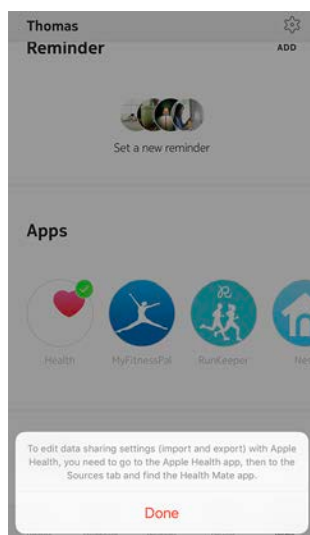 Thomas
Reminder
ADD
Set a new reminder
Apps
Health
MyFitnessPal
RunKeeper
Nes
To edit data sharing settings (import and export) with Apple
Health, you need to go to the Apple Health app, then to the
Sources tab and find the Health Mate app.
Done